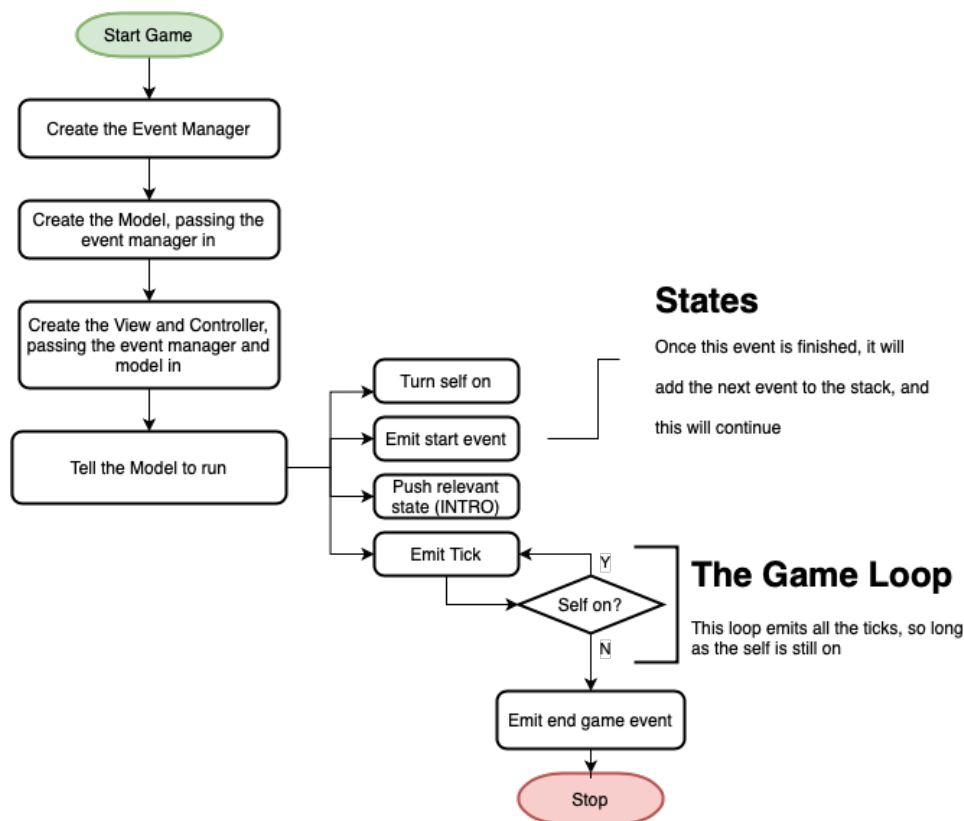 Start Game
Create the Event Manager
Create the Model, passing the
event manager in
Create the View and Controller,
passing the event manager and
model in
Tell the Model to run
Turn self on
Emit start event
Push relevant
state (INTRO)
Emit Tick
States
Once this event is finished, it will
add the next event to the stack, and
this will continue
Y
Self on?
N
The Game Loop
This loop emits all the ticks, so long
as the self is still on
Emit end game event
Stop